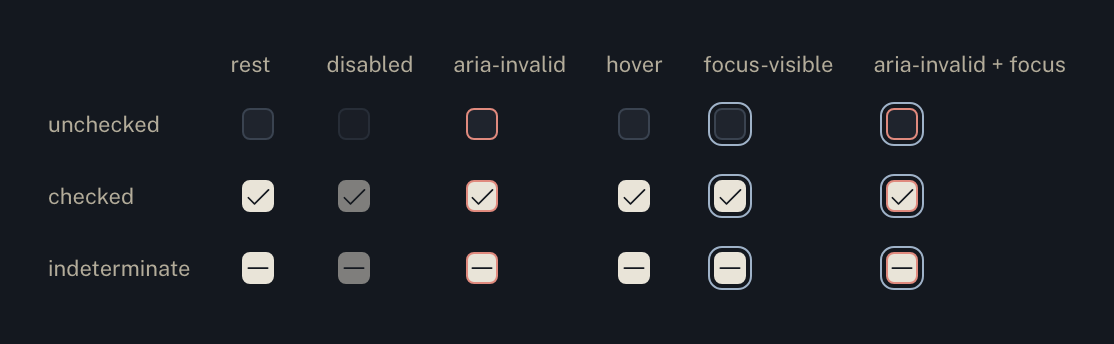 rest disabled aria-invalid hover focus-visible aria-invalid + focus
unchecked
checked
indeterminate